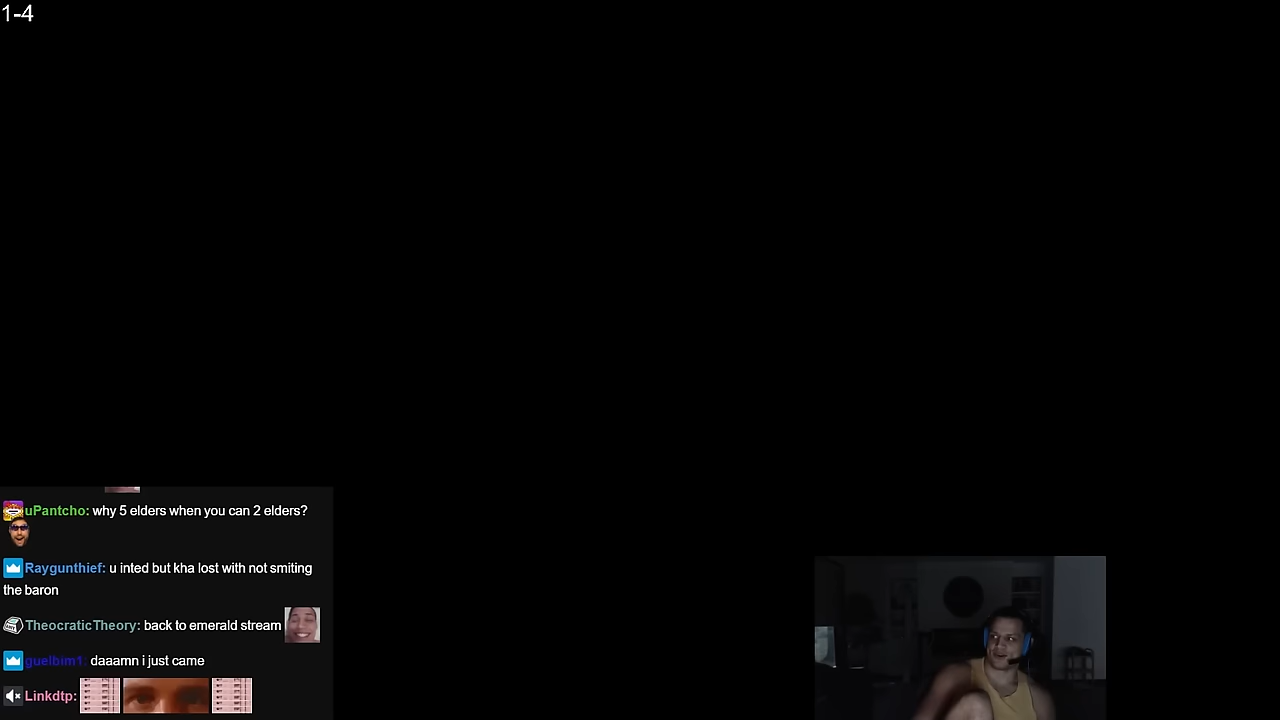 1-4
uPantcho: why 5 elders when you can 2 elders?
Raygunthief: u inted but kha lost with not smiting
the baron
TheocraticTheory: back to emerald stream
guelbim1: daaamn i just came
Linkdtp: